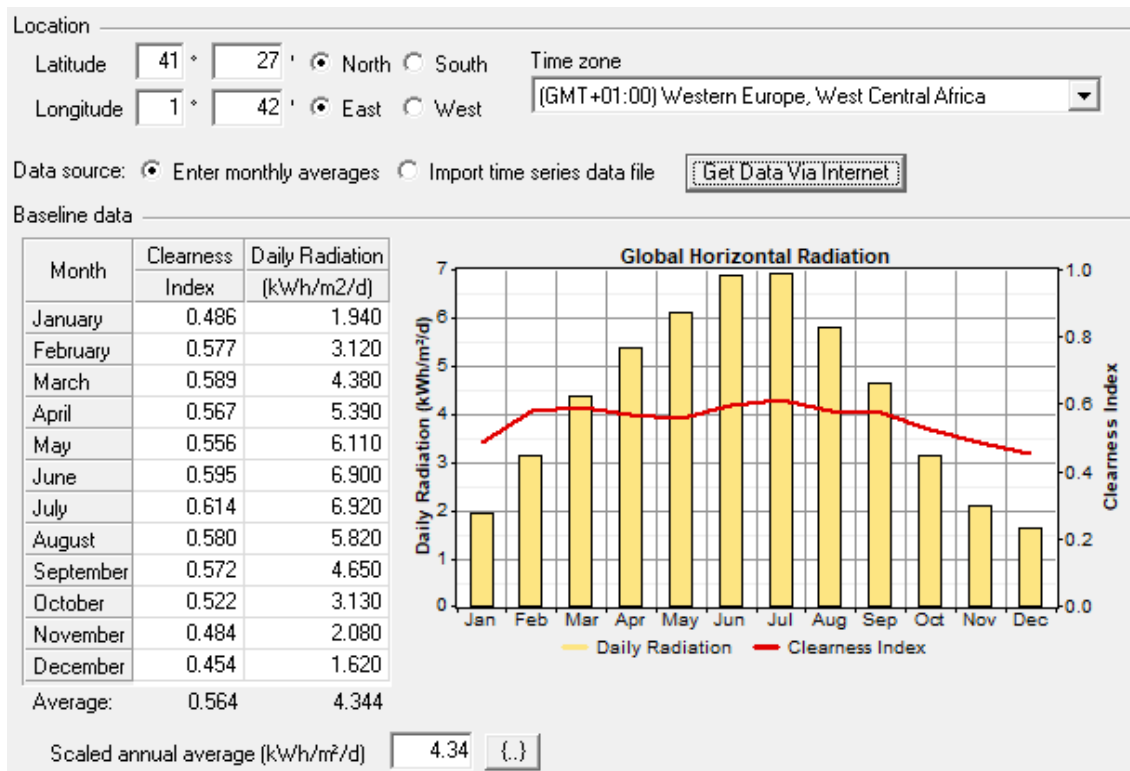 Location
Latitude 41 ° 27 ' North South
Time zone
Longitude 1 ° 42 ' East West
(GMT+01:00) Western Europe, West Central Africa
Data source: Enter monthly averages Import time series data file Get Data Via Internet
Baseline data
Month Clearness Daily Radiation
Index (kWh/m2/d)
January 0.486 1.940
February 0.577 3.120
March 0.589 4.380
April 0.567 5.390
May 0.556 6.110
June 0.595 6.900
July 0.614 6.920
August 0.580 5.820
September 0.572 4.650
October 0.522 3.130
November 0.484 2.080
December 0.454 1.620
Average: 0.564 4.344
Global Horizontal Radiation
Daily Radiation (kWh/m²/d)
7
6
5
4
3
2
1
0
1.0
0.8
0.6
0.4
0.2
0.0
Clearness Index
Jan Feb Mar Apr May Jun Jul Aug Sep Oct Nov Dec
Daily Radiation Clearness Index
Scaled annual average (kWh/m²/d) 4.34 {..}